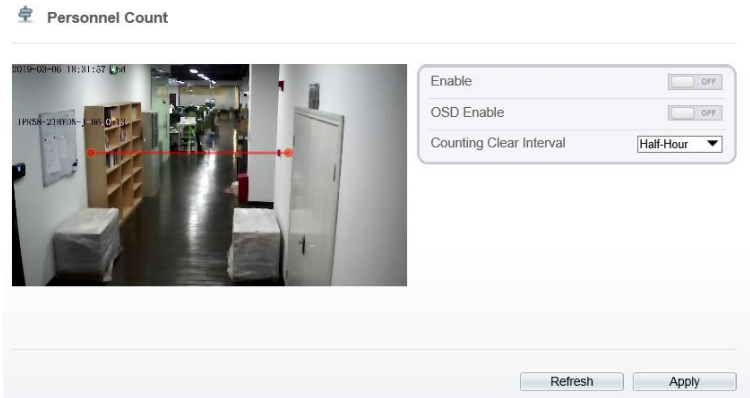 Personnel Count
2019-03-06 18:31:57 Wed
Enable
OFF
OSD Enable
OFF
Counting Clear Interval
Half-Hour
Refresh
Apply